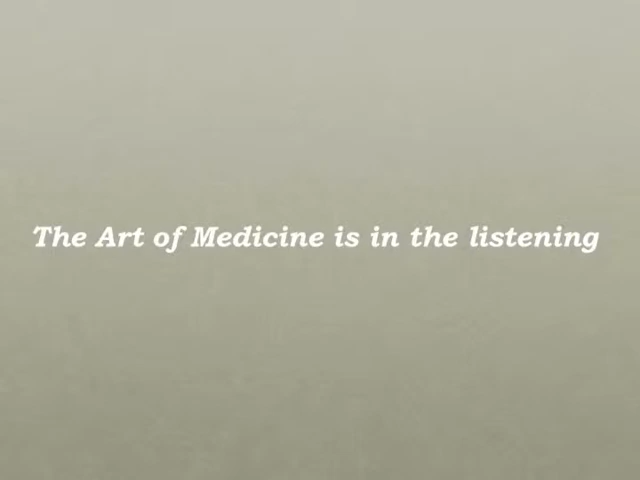 The Art of Medicine is in the listening